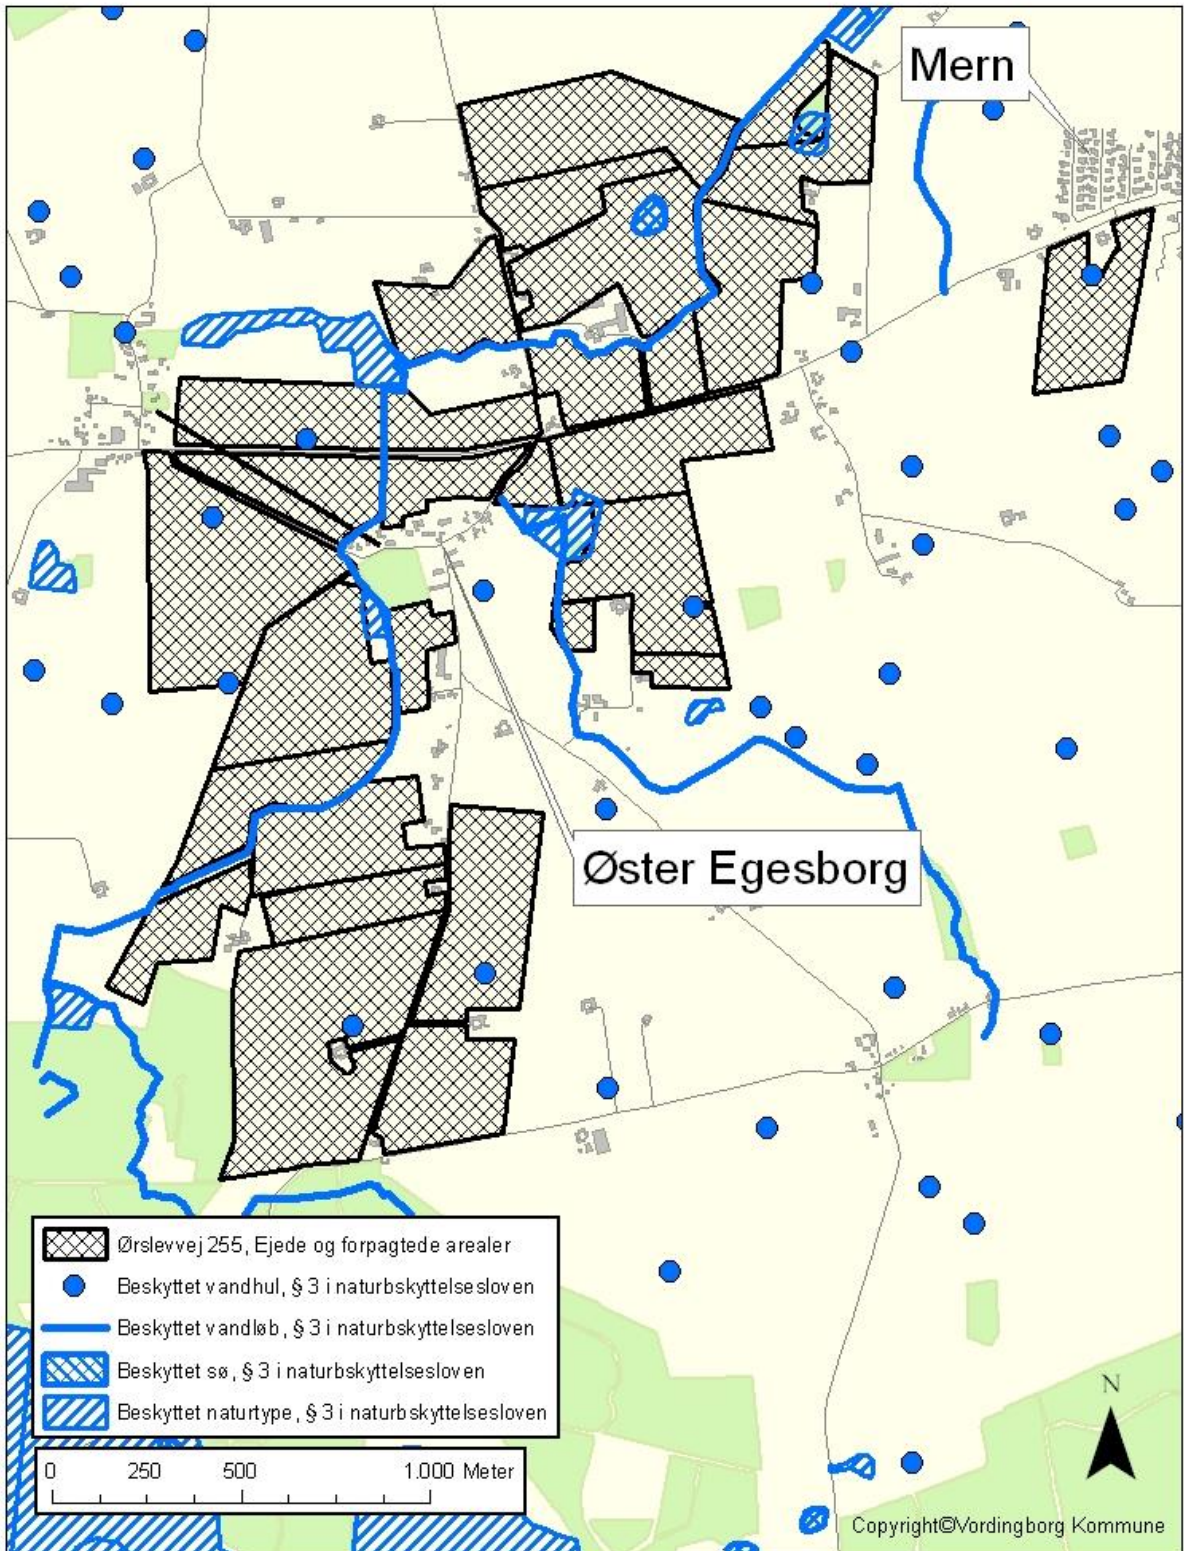 Mern
Øster Egesborg
Ørslevvej 255, Ejede og forpagtede arealer
Beskyttet vandhul, § 3 i naturbskyttelsesloven
Beskyttet vandløb, § 3 i naturbskyttelsesloven
Beskyttet sø, § 3 i naturbskyttelsesloven
Beskyttet naturtype, § 3 i naturbskyttelsesloven
0 250 500 1.000 Meter
N
Copyright©Vordingborg Kommune